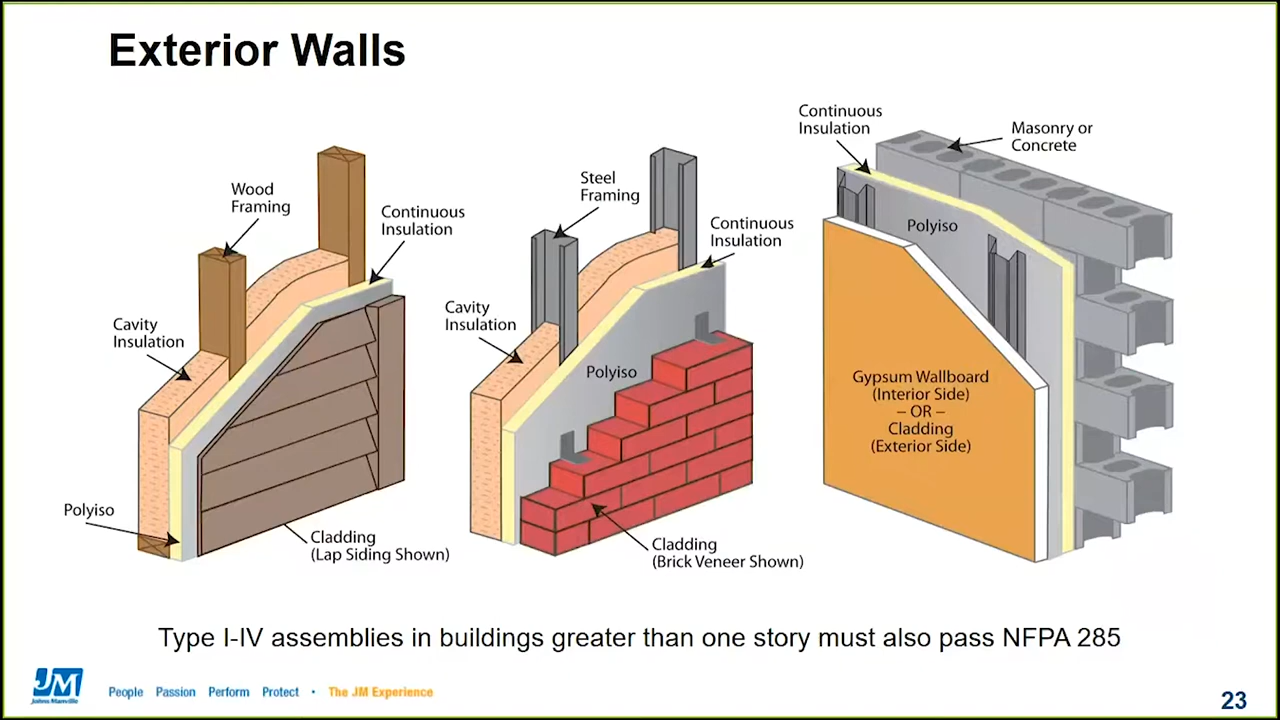 Exterior Walls
Wood
Framing
Continuous
Insulation
Cavity
Insulation
Polyiso
Cladding
(Lap Siding Shown)
Steel
Framing
Continuous
Insulation
Cavity
Insulation
Polyiso
Cladding
(Brick Veneer Shown)
Continuous
Insulation
Masonry or
Concrete
Polyiso
Gypsum Wallboard
(Interior Side)
– OR –
Cladding
(Exterior Side)
Type I-IV assemblies in buildings greater than one story must also pass NFPA 285
JM
Johns Manville
People Passion Perform Protect • The JM Experience
23